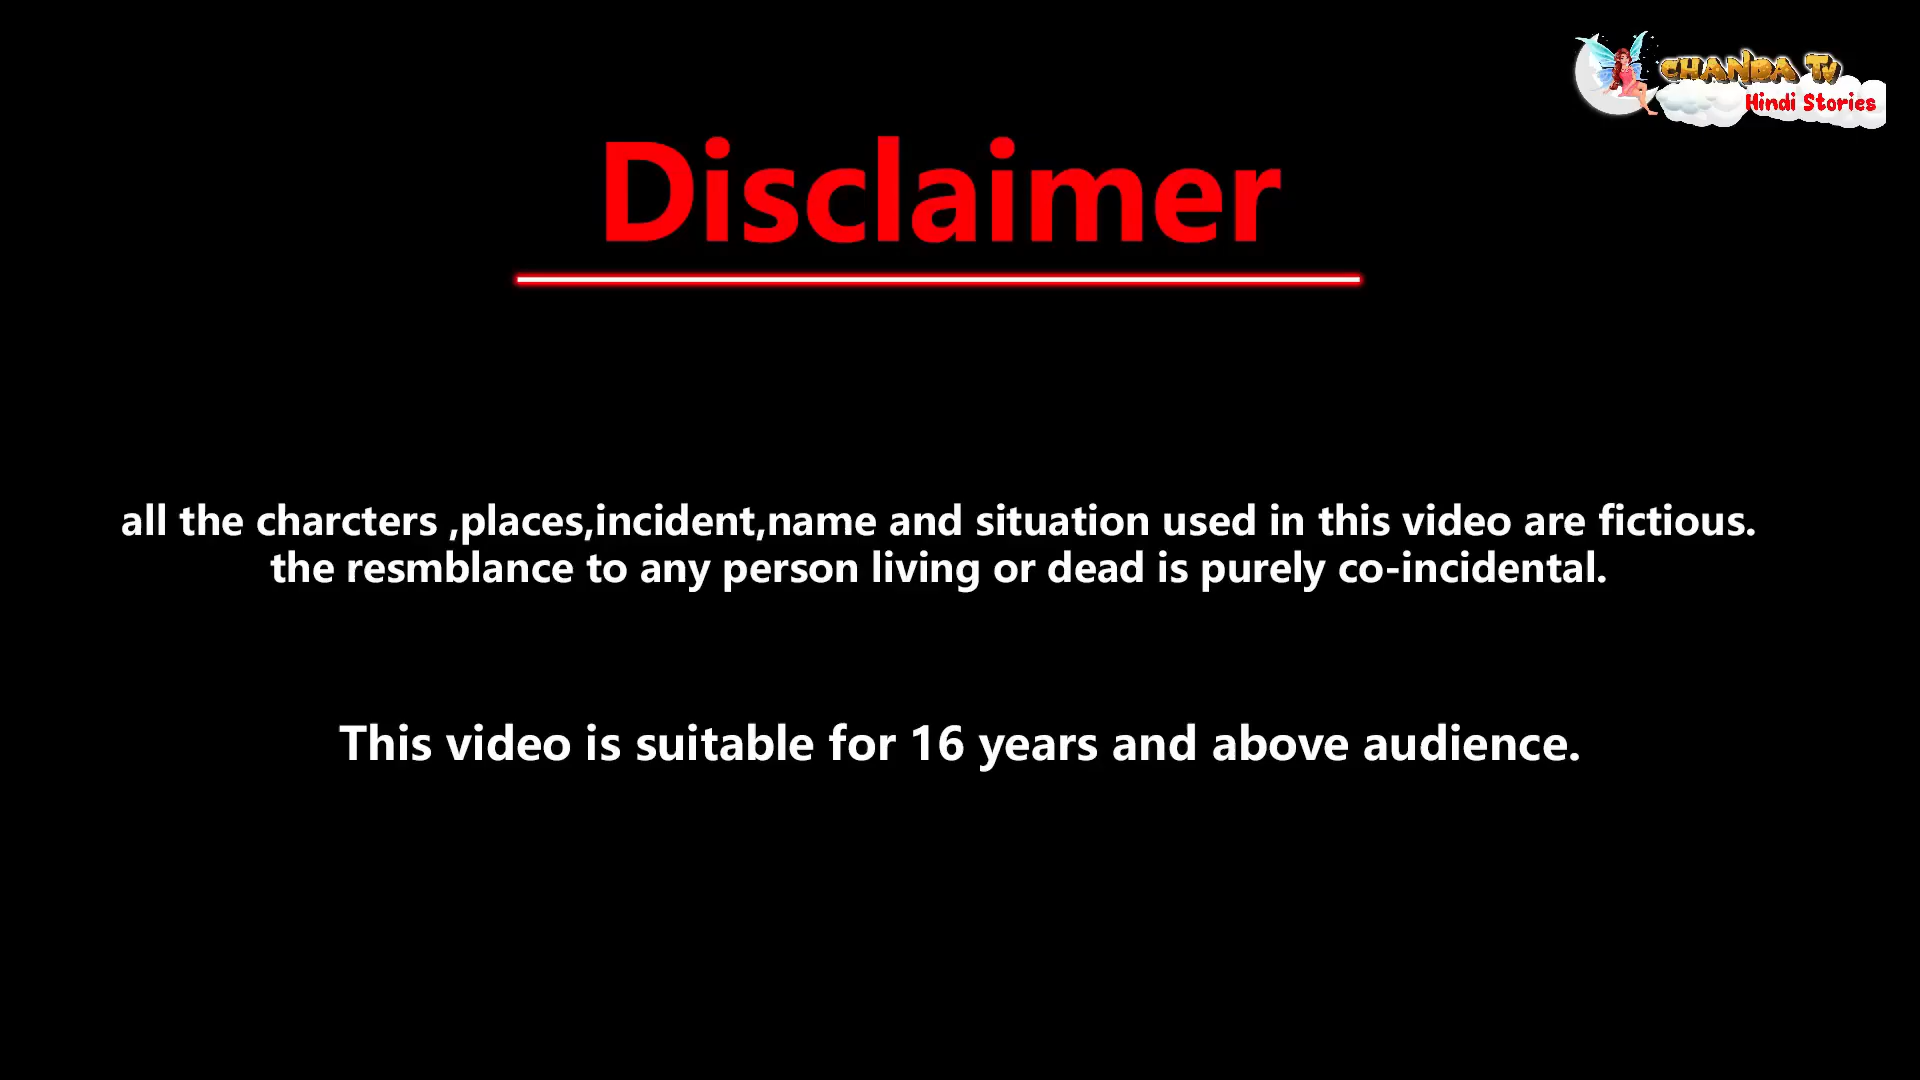 CHANDA TV
Hindi Stories
Disclaimer
all the charcters ,places,incident,name and situation used in this video are fictious.
the resmblance to any person living or dead is purely co-incidental.
This video is suitable for 16 years and above audience.